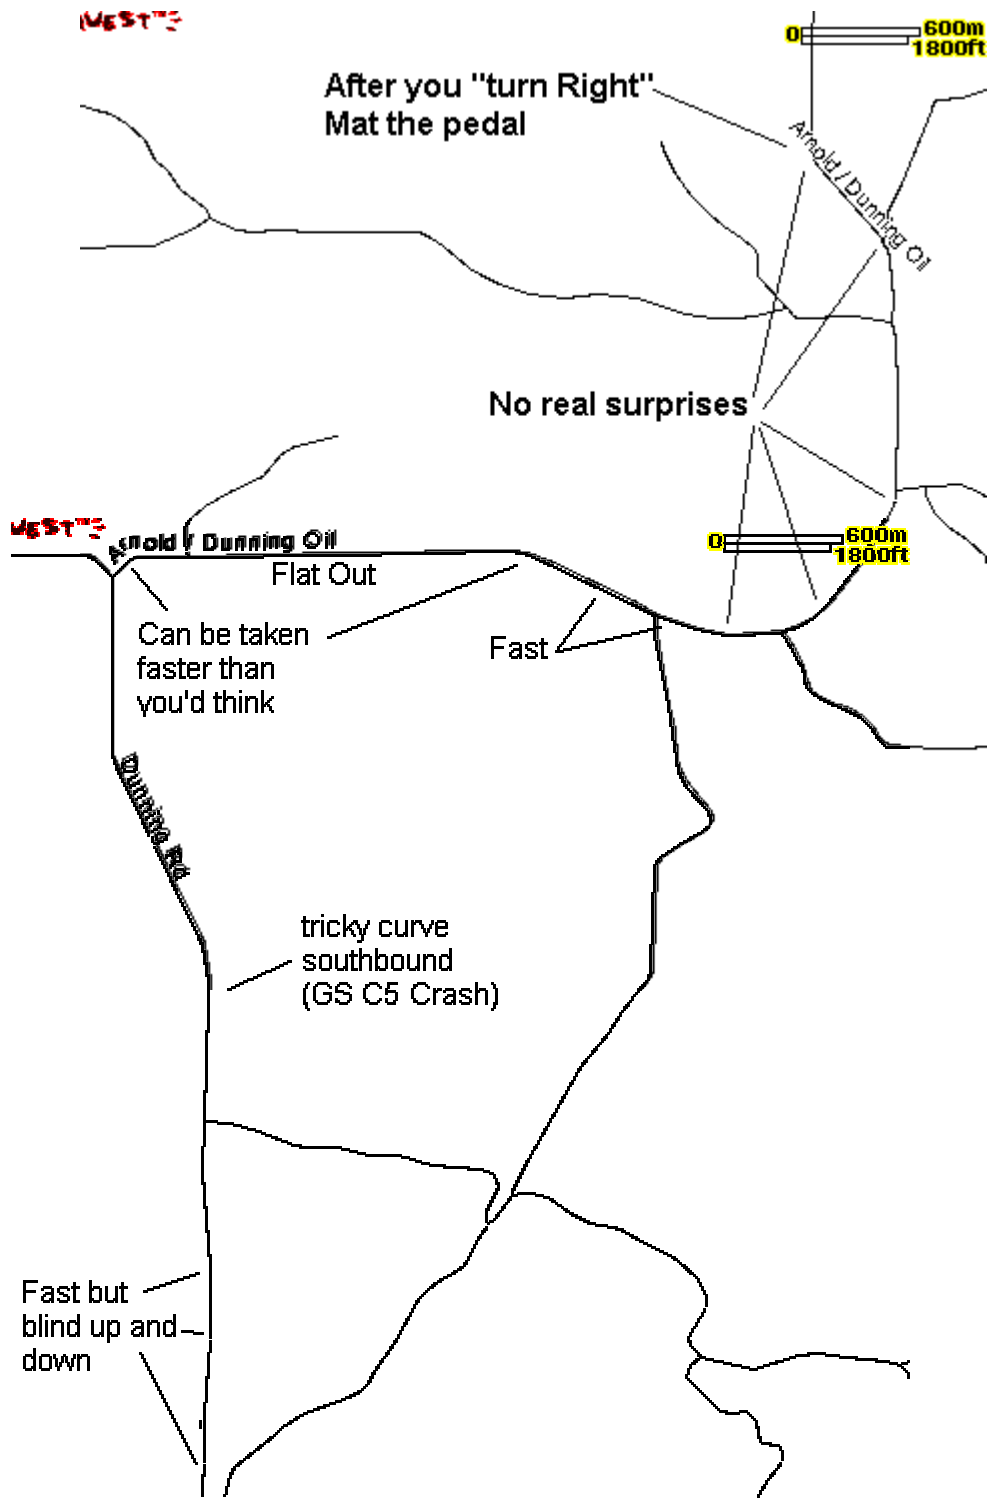 0 600m
1800ft
After you "turn Right"
Mat the pedal
Arnold / Dunning Oil
No real surprises
Arnold / Dunning Oil
0 600m
1800ft
Flat Out
Can be taken
faster than
you'd think
Fast
Dunning Rd
tricky curve
southbound
(GS C5 Crash)
Fast but
blind up and
down